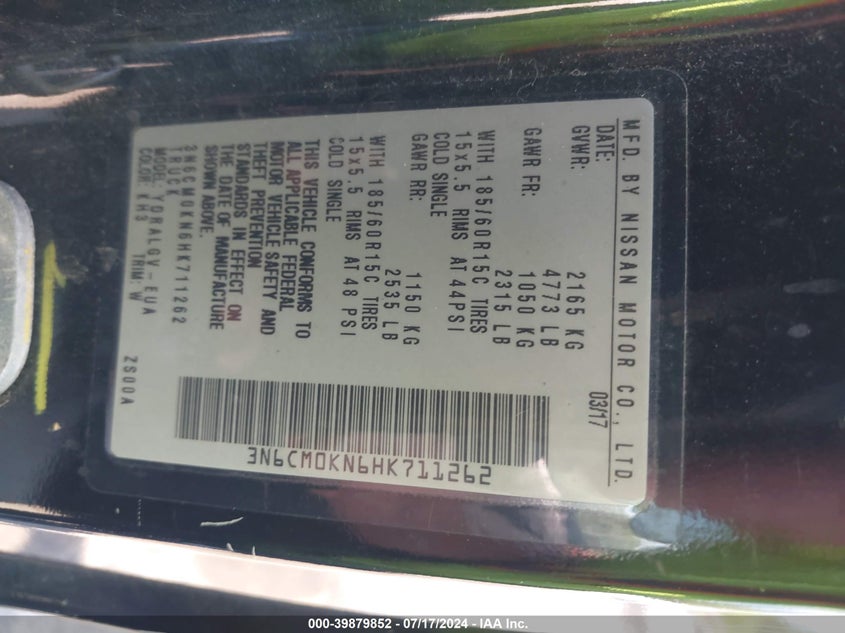 MFD. BY NISSAN MOTOR CO., LTD.
DATE: 03/17
GVWR: 2165 KG
4773 LB
GAWR FR: 1050 KG
2315 LB
WITH 185/60R15C TIRES
15x5.5 RIMS AT 44PSI
COLD SINGLE
GAWR RR: 1150 KG
2535 LB
WITH 185/60R15C TIRES
15x5.5 RIMS AT 48 PSI
COLD SINGLE
THIS VEHICLE CONFORMS TO
ALL APPLICABLE FEDERAL
MOTOR VEHICLE SAFETY AND
THEFT PREVENTION
STANDARDS IN EFFECT ON
THE DATE OF MANUFACTURE
SHOWN ABOVE.
3N6CM0KN6HK711262
TRUCK
MODEL: YDRALGV-EUA
COLOR: KH3 TRIM: W
ZS00A
3N6CM0KN6HK711262
000-39879852 - 07/17/2024 - IAA Inc.